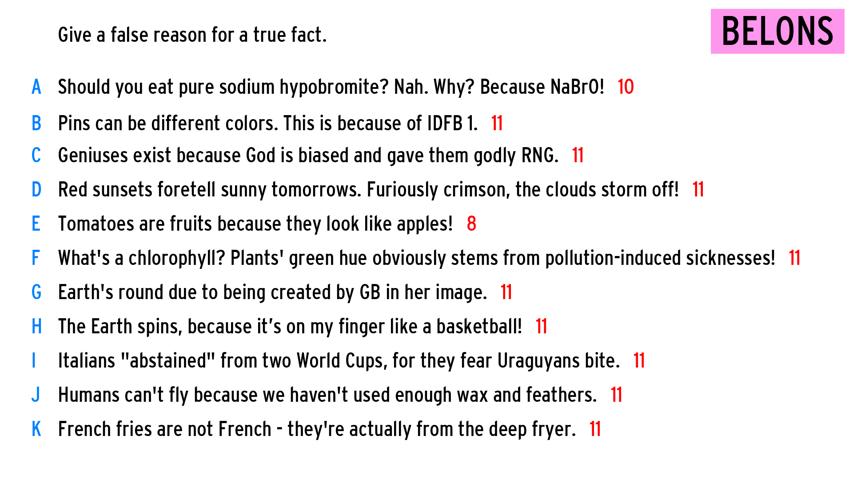 Give a false reason for a true fact.
BELONS
A Should you eat pure sodium hypobromite? Nah. Why? Because NaBrO! 10
B Pins can be different colors. This is because of IDFB 1. 11
C Geniuses exist because God is biased and gave them godly RNG. 11
D Red sunsets foretell sunny tomorrows. Furiously crimson, the clouds storm off! 11
E Tomatoes are fruits because they look like apples! 8
F What's a chlorophyll? Plants' green hue obviously stems from pollution-induced sicknesses! 11
G Earth's round due to being created by GB in her image. 11
H The Earth spins, because it’s on my finger like a basketball! 11
I Italians "abstained" from two World Cups, for they fear Uraguyans bite. 11
J Humans can't fly because we haven't used enough wax and feathers. 11
K French fries are not French - they're actually from the deep fryer. 11